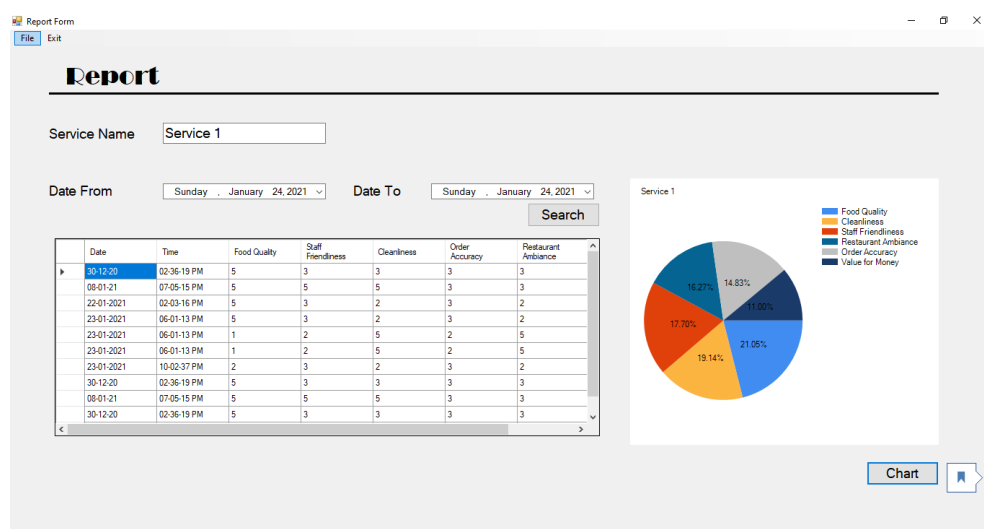 Report Form
File Exit
Report
Service Name Service 1
Date From Sunday , January 24, 2021 Date To Sunday , January 24, 2021
Search
Date Time Food Quality Staff Friendliness Cleanliness Order Accuracy Restaurant Ambiance
30-12-20 02-36-19 PM 5 3 3 3 3
08-01-21 07-05-15 PM 5 5 5 3 3
22-01-2021 02-03-16 PM 5 3 2 3 2
23-01-2021 06-01-13 PM 5 3 2 3 2
23-01-2021 06-01-13 PM 1 2 5 2 5
23-01-2021 06-01-13 PM 1 2 5 2 5
23-01-2021 10-02-37 PM 2 3 2 3 2
30-12-20 02-36-19 PM 5 3 3 3 3
08-01-21 07-05-15 PM 5 5 5 3 3
30-12-20 02-36-19 PM 5 3 3 3 3
Service 1
Food Quality
Cleanliness
Staff Friendliness
Restaurant Ambiance
Order Accuracy
Value for Money
16.27%
14.83%
11.00%
17.70%
19.14%
21.05%
Chart